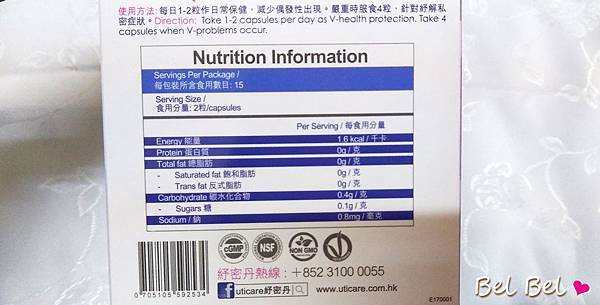 使用方法: 每日1-2粒作日常保健，減少偶發性出現。嚴重時服食4粒，針對紓解私
密症狀。Direction: Take 1-2 capsules per day as V-health protection. Take 4
capsules when V-problems occur.
Nutrition Information
Servings Per Package /
每包裝所含食用數目: 15
Serving Size /
食用分量: 2粒/capsules
Per Serving / 每食用分量
Energy 能量 1.6 kcal / 千卡
Protein 蛋白質 0g / 克
Total fat 總脂肪 0g / 克
- Saturated fat 飽和脂肪 0g / 克
- Trans fat 反式脂肪 0g / 克
Carbohydrate 碳水化合物 0.4g / 克
- Sugars 糖 0.1g / 克
Sodium / 鈉 0.8mg / 毫克
cGMP NSF NON GMO
紓密丹熱線 : +852 3100 0055
f uticare紓密丹 www.uticare.com.hk
0 705105 592534
E170001
Bel Bel